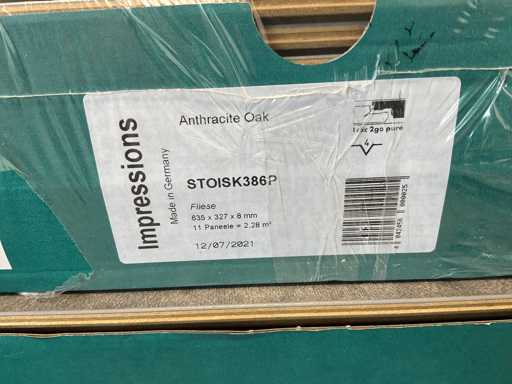 Impressions
Made in Germany
Anthracite Oak
STOISK386P
Fliese
635 x 327 x 8 mm
11 Paneele = 2,28 m²
12/07/2021
2go pure
4